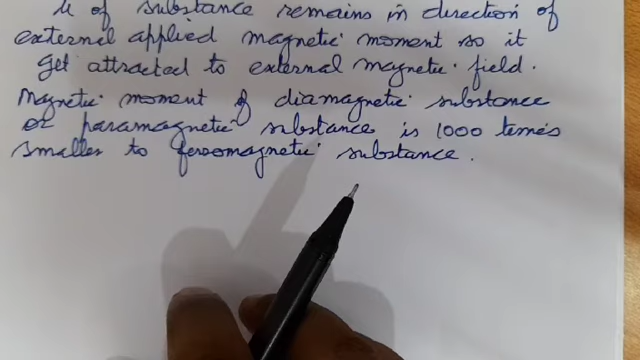 M of substance remains in direction of
external applied magnetic moment so it
get attracted to external magnetic field.
Magnetic moment of diamagnetic substance
or paramagnetic substance is 1000 times
smaller to ferromagnetic substance.